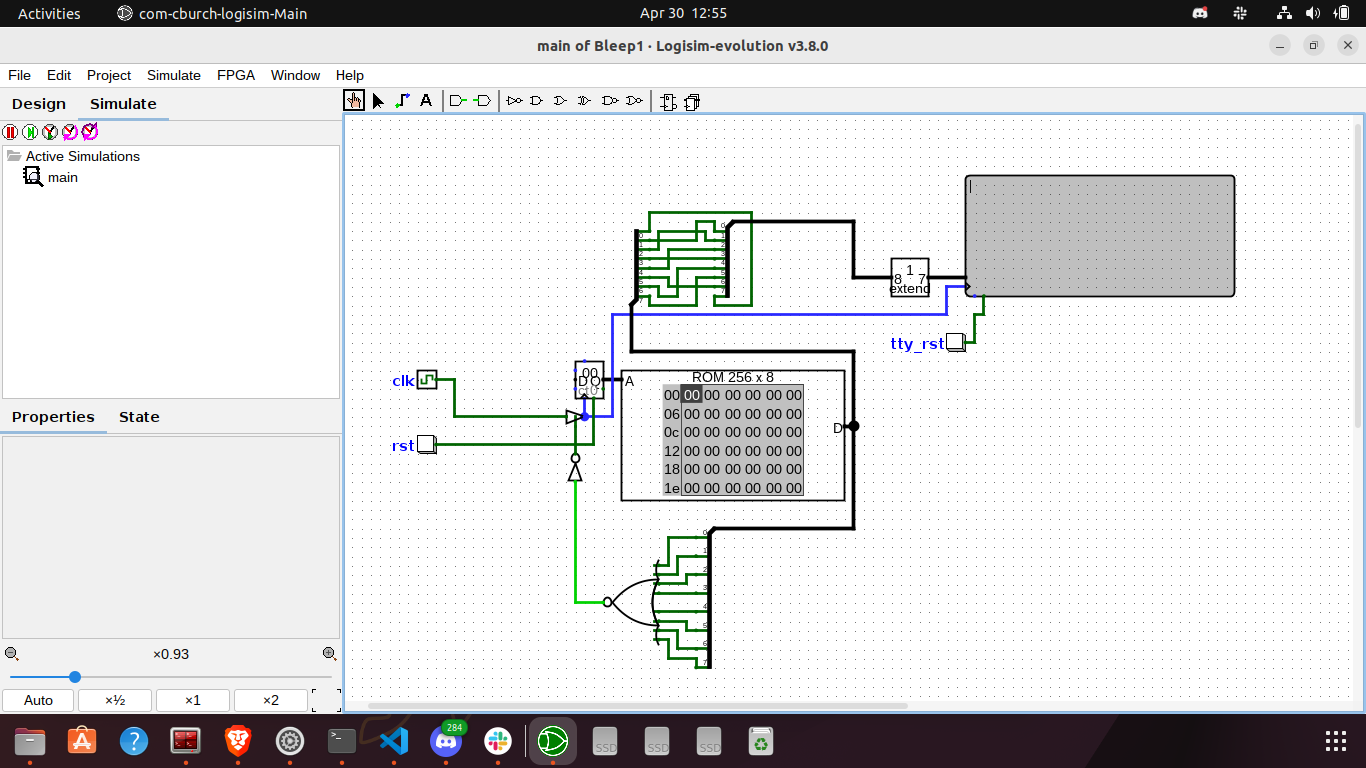 Activities com-cburch-logisim-Main Apr 30 12:55
main of Bleep1 · Logisim-evolution v3.8.0
File Edit Project Simulate FPGA Window Help
Design Simulate
A
Active Simulations
main
Properties State
×0.93
Auto ×½ ×1 ×2
clk
rst
00
D Q
ct0
A
ROM 256 x 8
00 00 00 00 00 00 00
06 00 00 00 00 00 00
0c 00 00 00 00 00 00
12 00 00 00 00 00 00
18 00 00 00 00 00 00
1e 00 00 00 00 00 00
D
1
8 7
extend
tty_rst
0
1
2
3
4
5
6
7
284
SSD SSD SSD